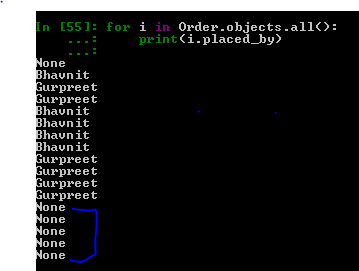 In [55]: for i in Order.objects.all():
    ...:     print(i.placed_by)
    ...:
None
Bhavnit
Gurpreet
Gurpreet
Bhavnit
Bhavnit
Bhavnit
Bhavnit
Gurpreet
Gurpreet
Gurpreet
Gurpreet
None
None
None
None
None